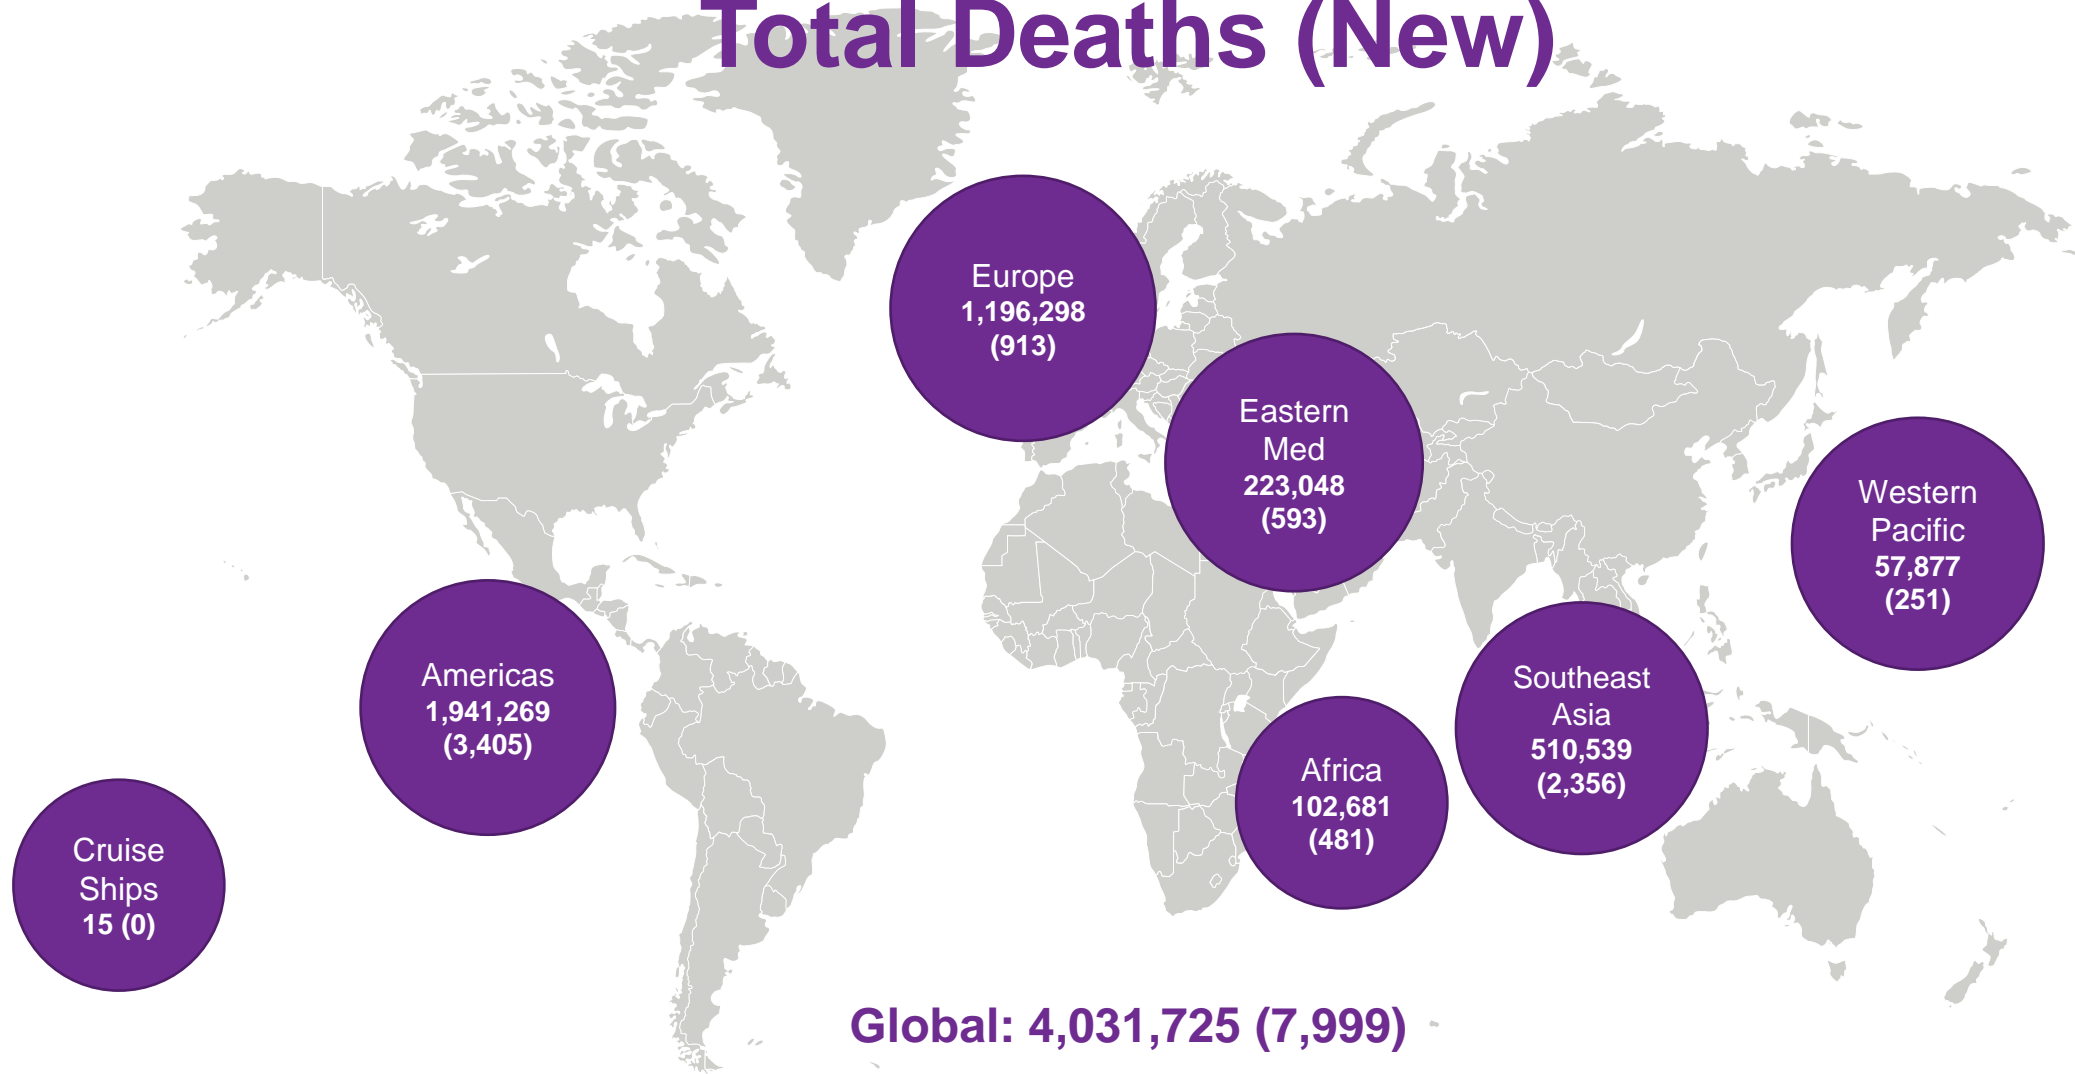 Total Deaths (New)
Europe
1,196,298
(913)
Eastern
Med
223,048
(593)
Western
Pacific
57,877
(251)
Americas
1,941,269
(3,405)
Southeast
Asia
510,539
(2,356)
Africa
102,681
(481)
Cruise
Ships
15 (0)
Global: 4,031,725 (7,999)